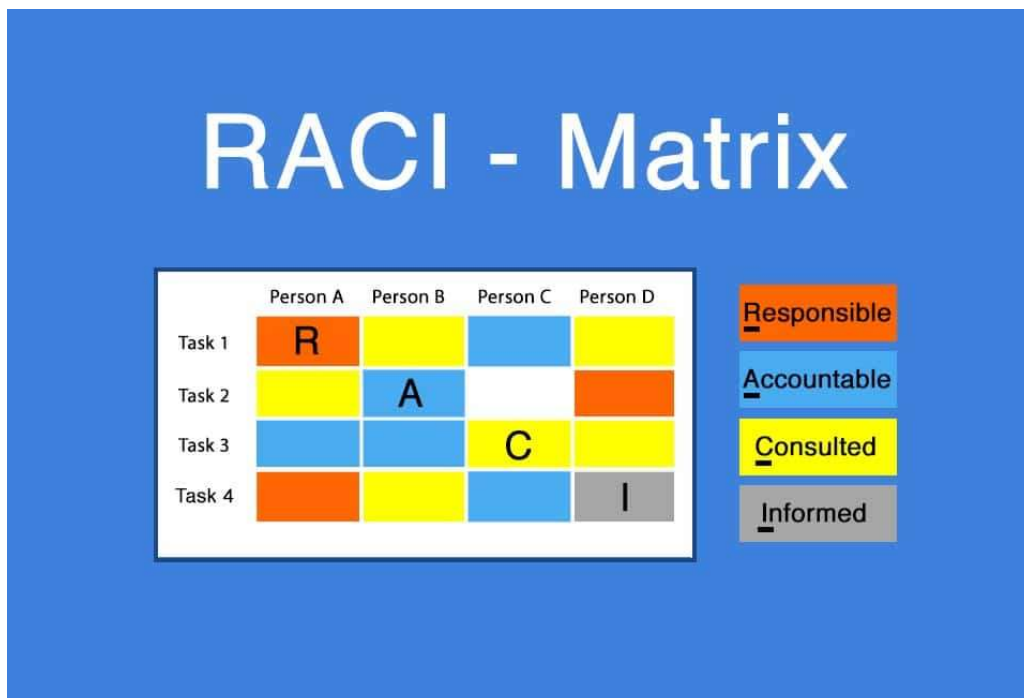 RACI - Matrix
Person A Person B Person C Person D
Task 1 R
Task 2 A
Task 3 C
Task 4 I
Responsible
Accountable
Consulted
Informed